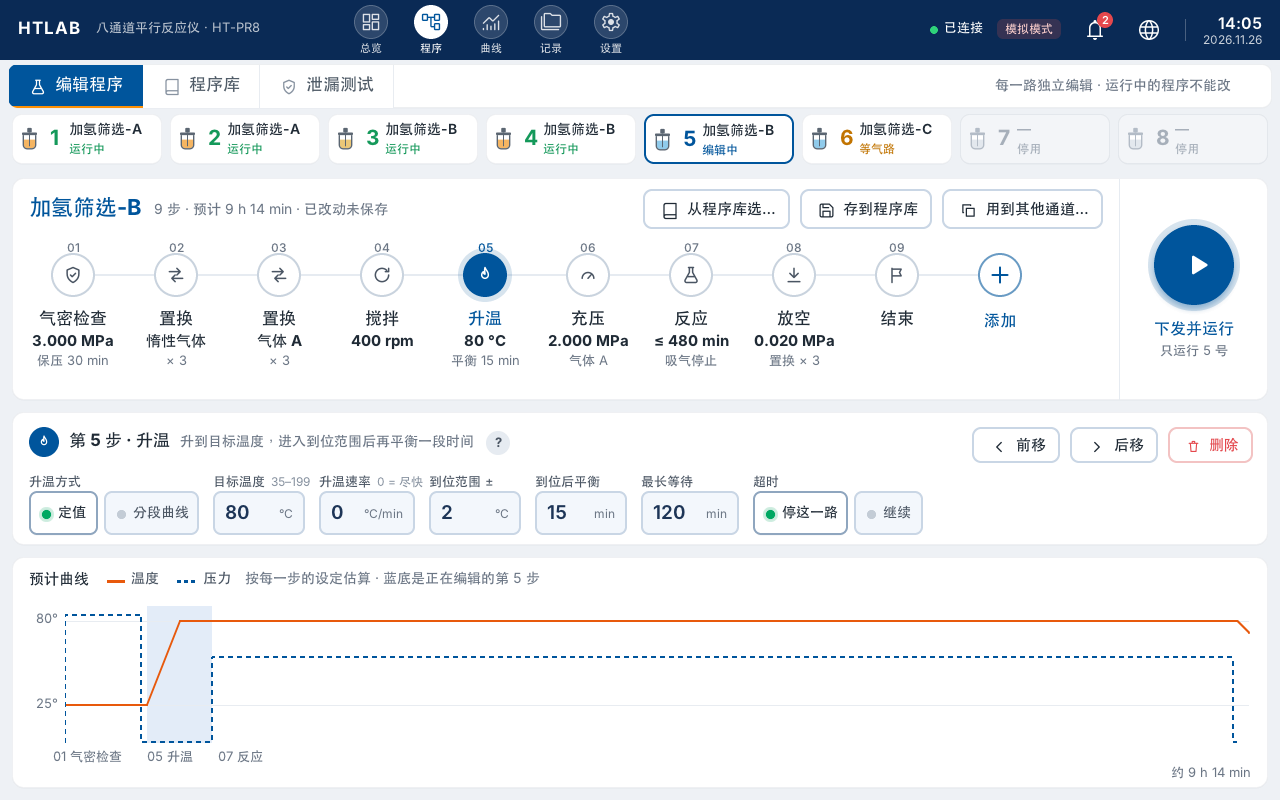 HTLAB 八通道平行反应仪 · HT-PR8
总览 程序 曲线 记录 设置
已连接 模拟模式 2 14:05
2026.11.26
编辑程序 程序库 泄漏测试 每一路独立编辑 · 运行中的程序不能改
1 加氢筛选-A 运行中
2 加氢筛选-A 运行中
3 加氢筛选-B 运行中
4 加氢筛选-B 运行中
5 加氢筛选-B 编辑中
6 加氢筛选-C 等气路
7 — 停用
8 — 停用
加氢筛选-B 9 步 · 预计 9 h 14 min · 已改动未保存 从程序库选... 存到程序库 用到其他通道...
01 02 03 04 05 06 07 08 09
气密检查 置换 置换 搅拌 升温 充压 反应 放空 结束 添加
3.000 MPa 惰性气体 气体 A 400 rpm 80 °C 2.000 MPa ≤ 480 min 0.020 MPa
保压 30 min × 3 × 3 平衡 15 min 气体 A 吸气停止 置换 × 3
下发并运行
只运行 5 号
第 5 步 · 升温 升到目标温度，进入到位范围后再平衡一段时间 ? 前移 后移 删除
升温方式 目标温度 35–199 升温速率 0 = 尽快 到位范围 ± 到位后平衡 最长等待 超时
定值 分段曲线 80 °C 0 °C/min 2 °C 15 min 120 min 停这一路 继续
预计曲线 温度 压力 按每一步的设定估算 · 蓝底是正在编辑的第 5 步
80°
25°
01 气密检查 05 升温 07 反应
约 9 h 14 min